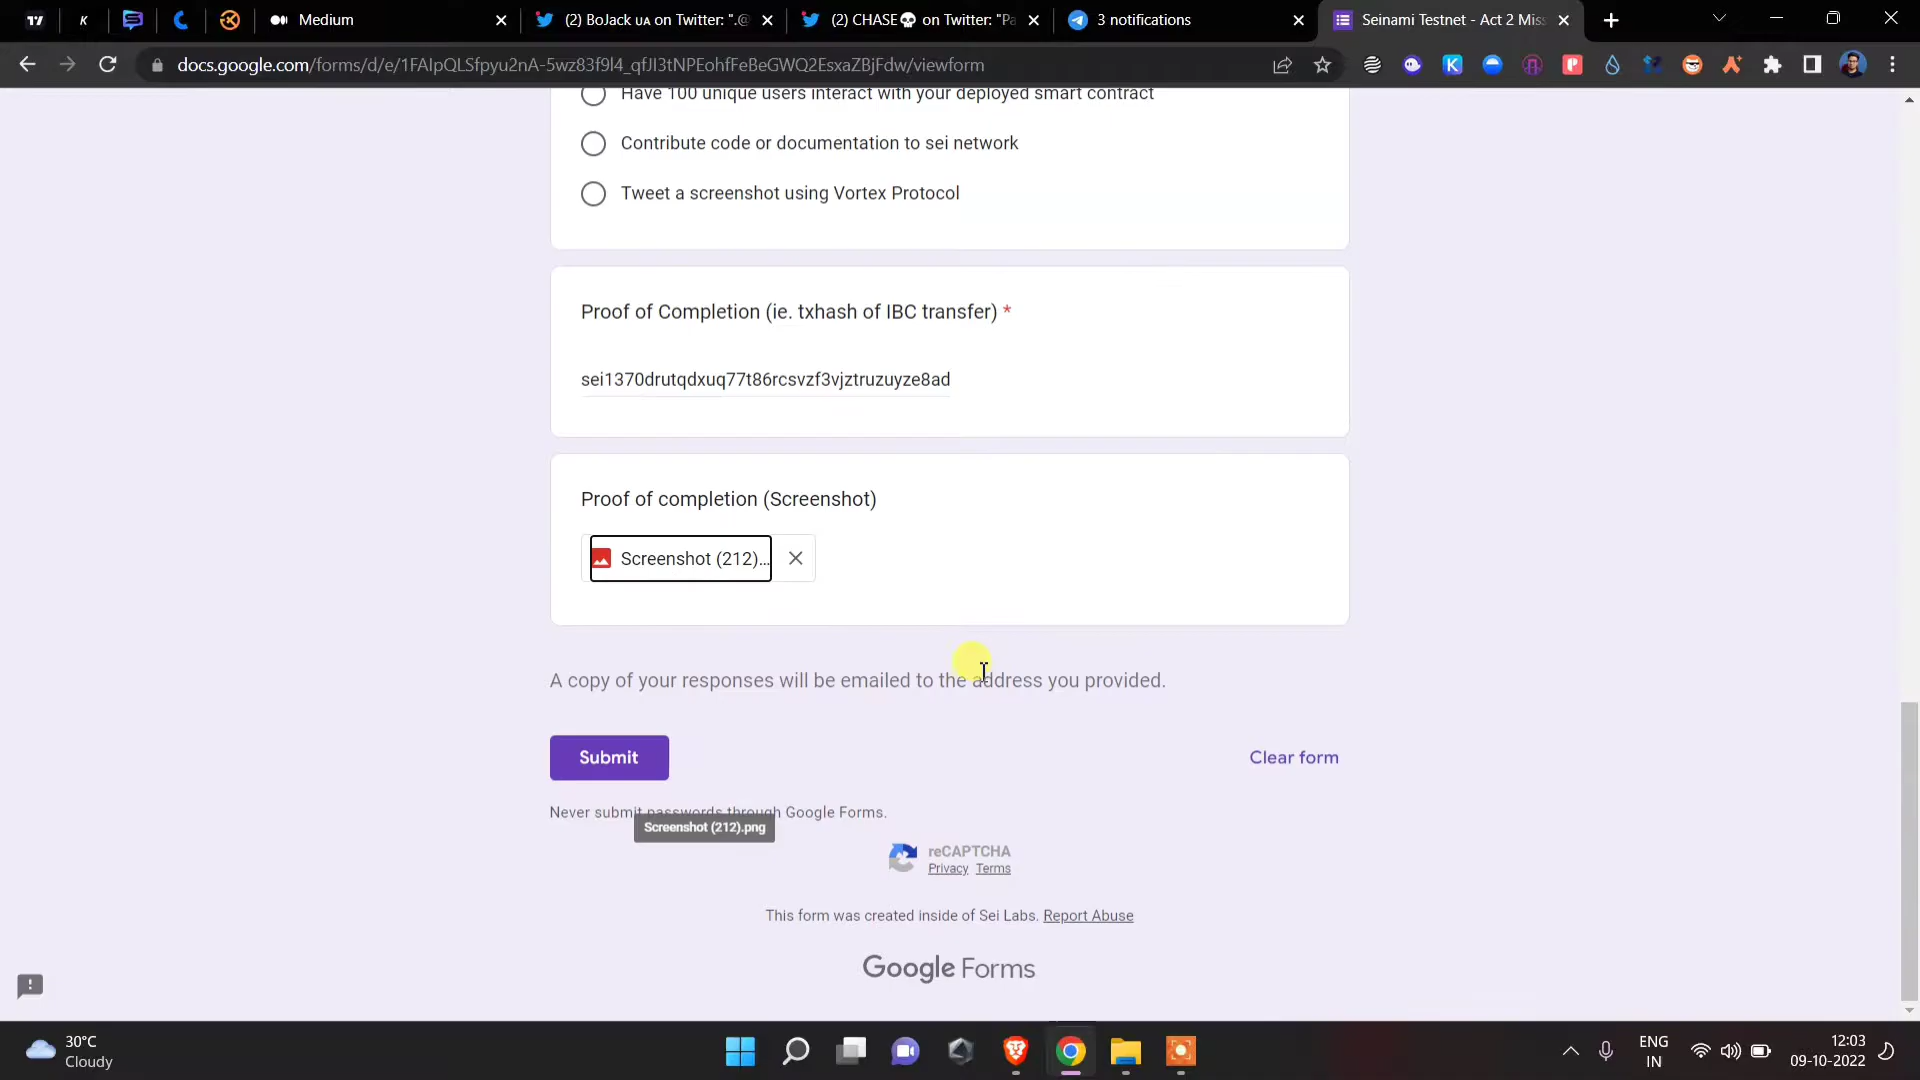 Medium
(2) BoJack ᴜᴀ on Twitter: ".@
(2) CHASE💀 on Twitter: "Pa
3 notifications
Seinami Testnet - Act 2 Miss
docs.google.com/forms/d/e/1FAIpQLSfpyu2nA-5wz83f9l4_qfJl3tNPEohfFeBeGWQ2EsxaZBjFdw/viewform
Have 100 unique users interact with your deployed smart contract
Contribute code or documentation to sei network
Tweet a screenshot using Vortex Protocol
Proof of Completion (ie. txhash of IBC transfer) *
sei1370drutqdxuq77t86rcsvzf3vjztruzuyze8ad
Proof of completion (Screenshot)
Screenshot (212)...
A copy of your responses will be emailed to the address you provided.
Submit
Clear form
Never submit passwords through Google Forms.
Screenshot (212).png
reCAPTCHA
Privacy Terms
This form was created inside of Sei Labs. Report Abuse
Google Forms
30°C
Cloudy
ENG
IN
12:03
09-10-2022